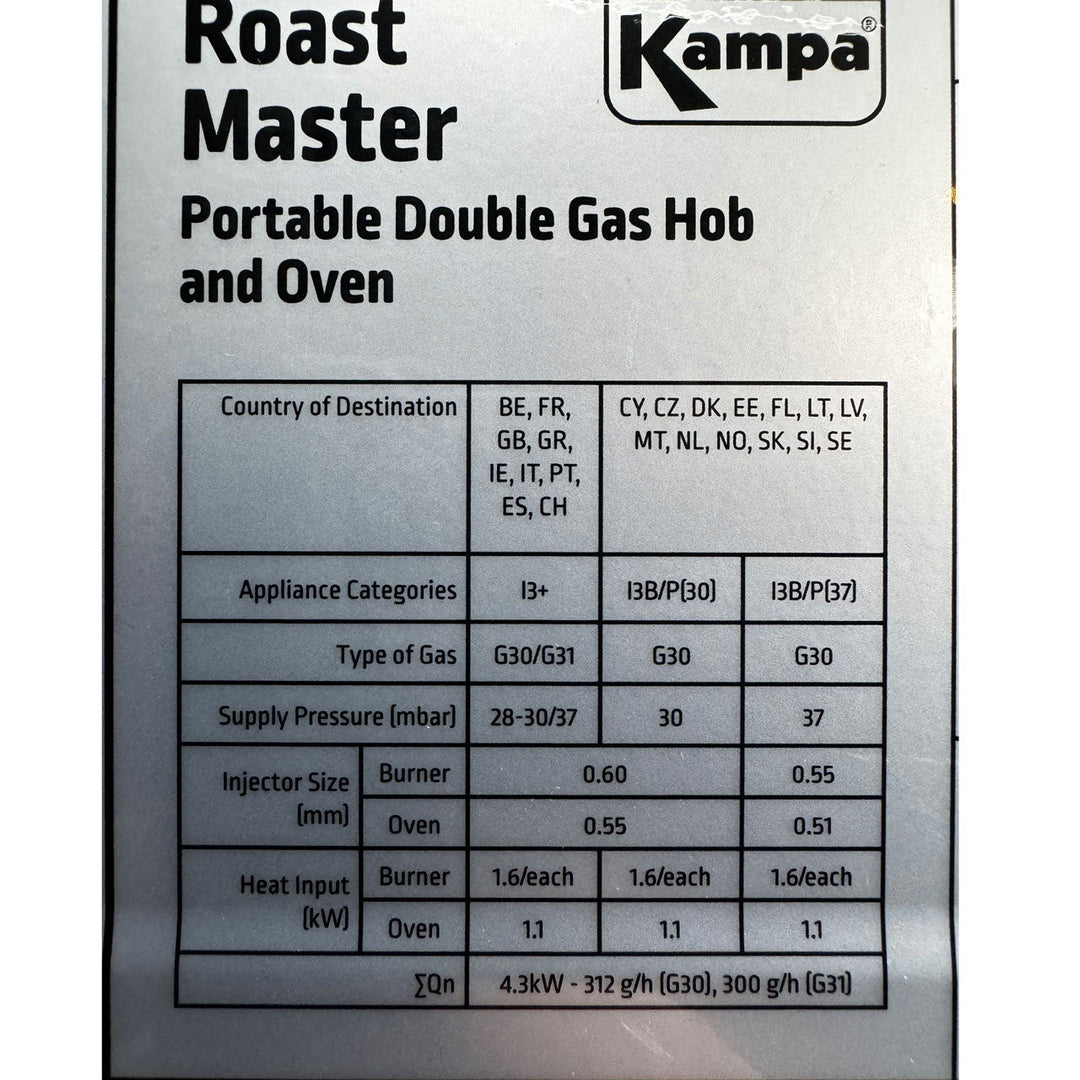 Roast
Master
Kampa®
Portable Double Gas Hob
and Oven
Country of Destination
BE, FR,
GB, GR,
IE, IT, PT,
ES, CH
CY, CZ, DK, EE, FL, LT, LV,
MT, NL, NO, SK, SI, SE
Appliance Categories I3+ I3B/P(30) I3B/P(37)
Type of Gas G30/G31 G30 G30
Supply Pressure (mbar) 28-30/37 30 37
Injector Size
(mm)
Burner 0.60 0.55
Oven 0.55 0.51
Heat Input
(kW)
Burner 1.6/each 1.6/each 1.6/each
Oven 1.1 1.1 1.1
∑Qn 4.3kW - 312 g/h (G30), 300 g/h (G31)